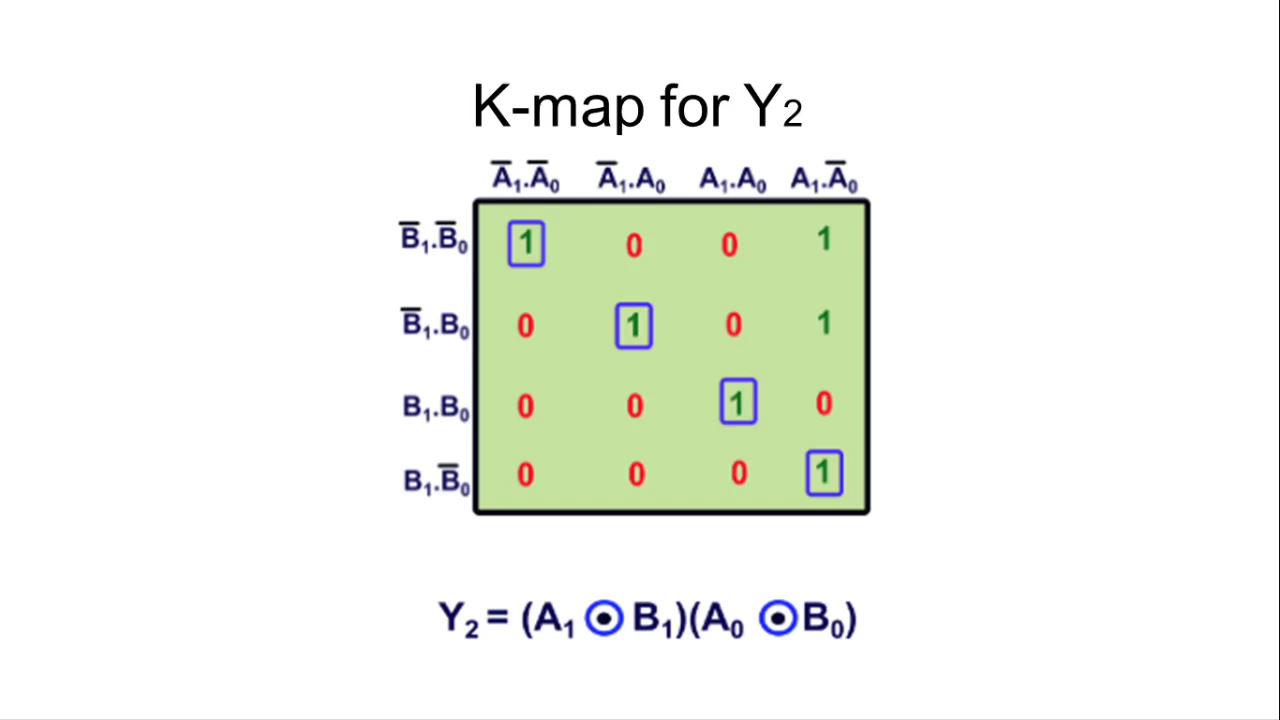 K-map for Y₂
A̅₁.A̅₀ A̅₁.A₀ A₁.A₀ A₁.A̅₀
B̅₁.B̅₀ 1 0 0 1
B̅₁.B₀ 0 1 0 1
B₁.B₀ 0 0 1 0
B₁.B̅₀ 0 0 0 1
Y₂ = (A₁ ⊙ B₁)(A₀ ⊙ B₀)